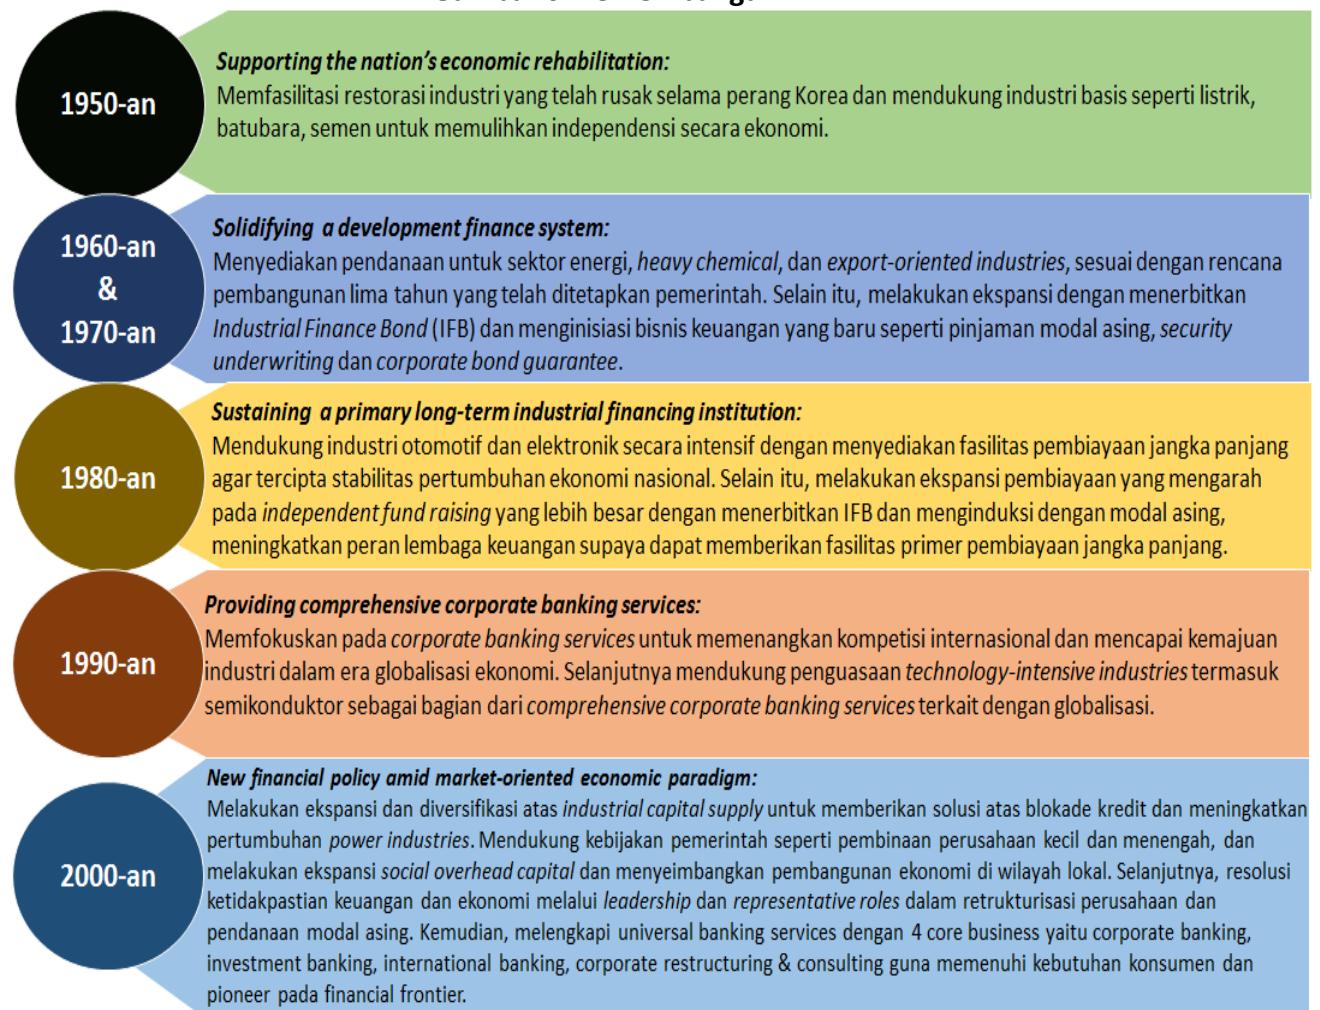 1950-an
Supporting the nation’s economic rehabilitation:
Memfasilitasi restorasi industri yang telah rusak selama perang Korea dan mendukung industri basis seperti listrik,
batubara, semen untuk memulihkan independensi secara ekonomi.
1960-an
&
1970-an
Solidifying a development finance system:
Menyediakan pendanaan untuk sektor energi, heavy chemical, dan export-oriented industries, sesuai dengan rencana
pembangunan lima tahun yang telah ditetapkan pemerintah. Selain itu, melakukan ekspansi dengan menerbitkan
Industrial Finance Bond (IFB) dan menginisiasi bisnis keuangan yang baru seperti pinjaman modal asing, security
underwriting dan corporate bond guarantee.
1980-an
Sustaining a primary long-term industrial financing institution:
Mendukung industri otomotif dan elektronik secara intensif dengan menyediakan fasilitas pembiayaan jangka panjang
agar tercipta stabilitas pertumbuhan ekonomi nasional. Selain itu, melakukan ekspansi pembiayaan yang mengarah
pada independent fund raising yang lebih besar dengan menerbitkan IFB dan menginduksi dengan modal asing,
meningkatkan peran lembaga keuangan supaya dapat memberikan fasilitas primer pembiayaan jangka panjang.
1990-an
Providing comprehensive corporate banking services:
Memfokuskan pada corporate banking services untuk memenangkan kompetisi internasional dan mencapai kemajuan
industri dalam era globalisasi ekonomi. Selanjutnya mendukung penguasaan technology-intensive industries termasuk
semikonduktor sebagai bagian dari comprehensive corporate banking services terkait dengan globalisasi.
2000-an
New financial policy amid market-oriented economic paradigm:
Melakukan ekspansi dan diversifikasi atas industrial capital supply untuk memberikan solusi atas blokade kredit dan meningkatkan
pertumbuhan power industries. Mendukung kebijakan pemerintah seperti pembinaan perusahaan kecil dan menengah, dan
melakukan ekspansi social overhead capital dan menyeimbangkan pembangunan ekonomi di wilayah lokal. Selanjutnya, resolusi
ketidakpastian keuangan dan ekonomi melalui leadership dan representative roles dalam retrukturisasi perusahaan dan
pendanaan modal asing. Kemudian, melengkapi universal banking services dengan 4 core business yaitu corporate banking,
investment banking, international banking, corporate restructuring & consulting guna memenuhi kebutuhan konsumen dan
pioneer pada financial frontier.